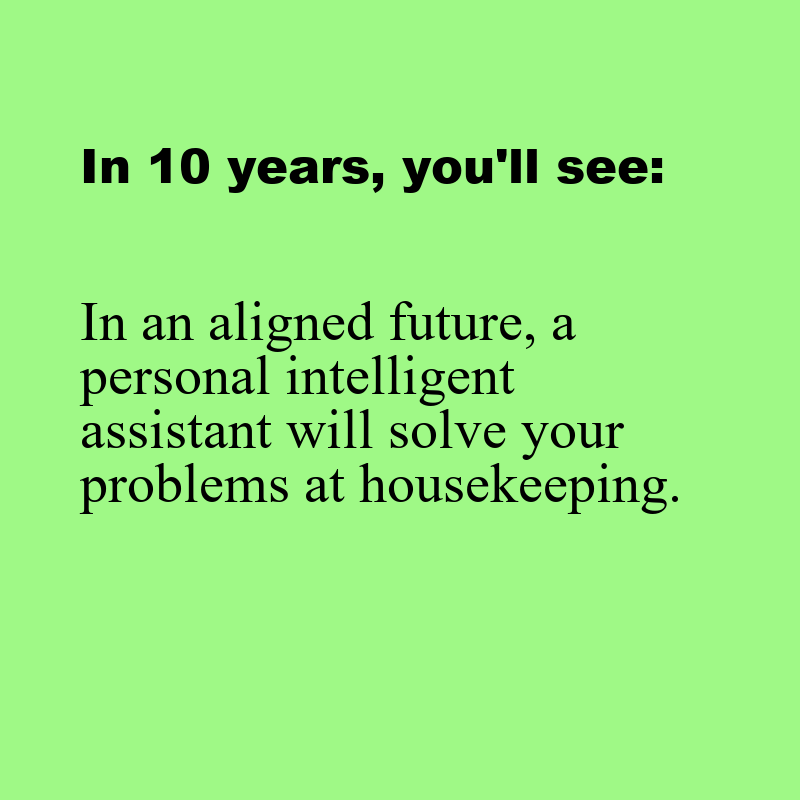 In 10 years, you'll see:
In an aligned future, a
personal intelligent
assistant will solve your
problems at housekeeping.